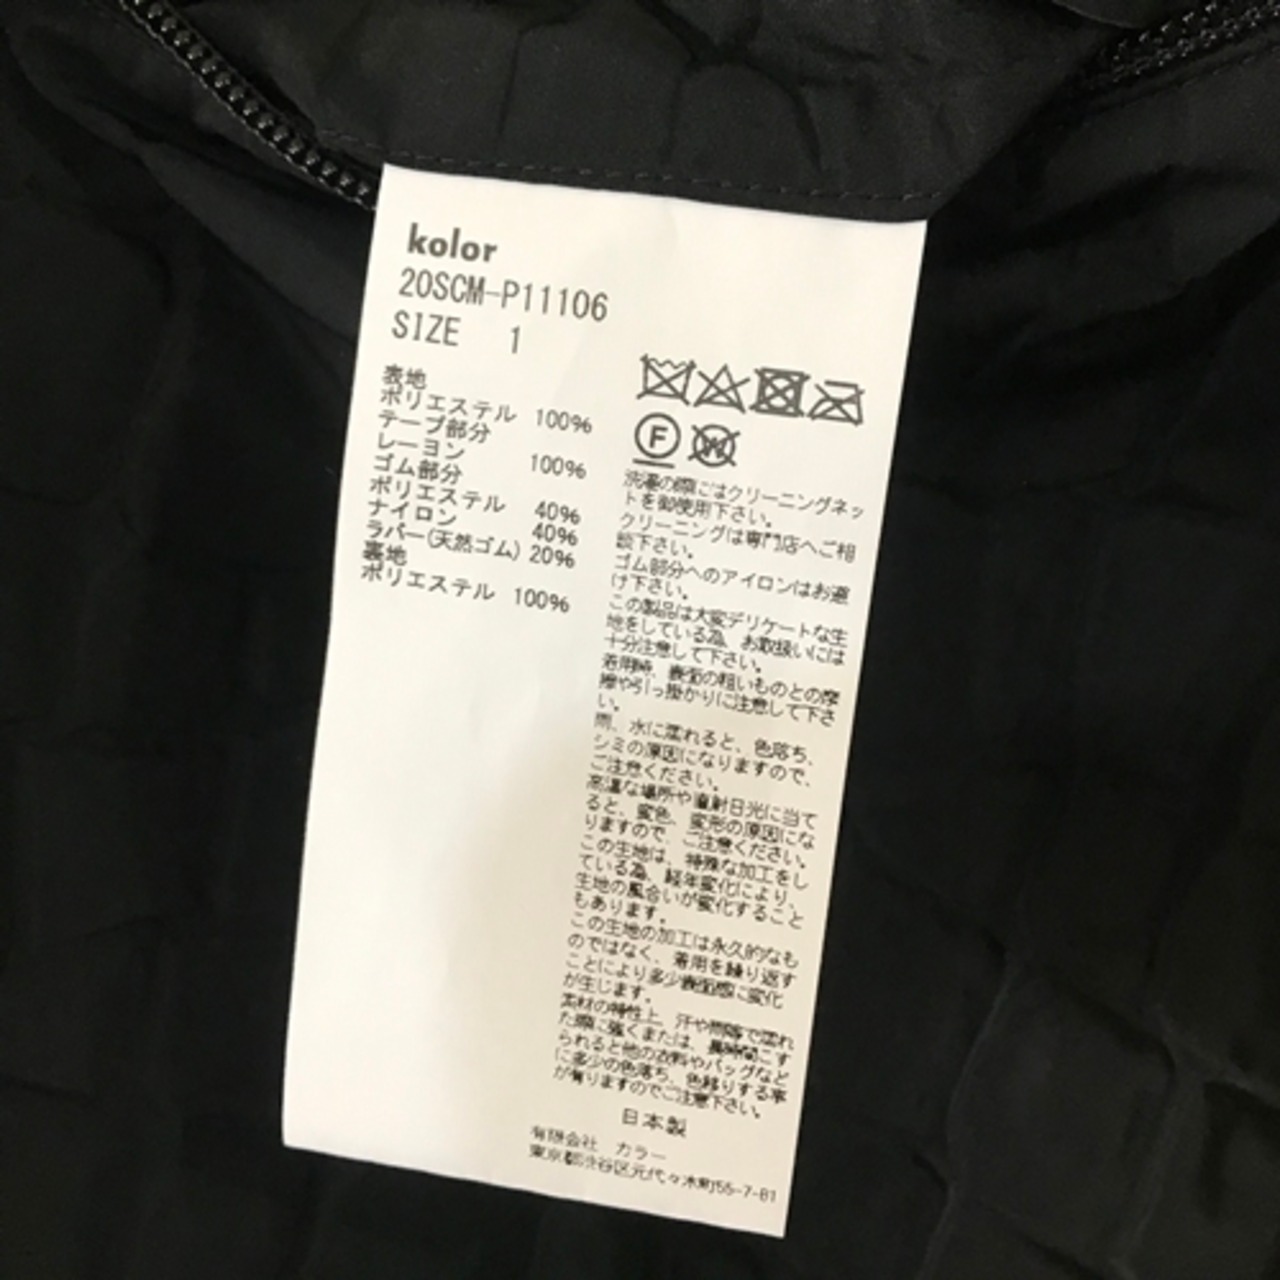 kolor
20SCM-P11106
SIZE 1
表地
ポリエステル 100%
テープ部分
レーヨン 100%
ゴム部分
ポリエステル 40%
ナイロン 40%
ラバー(天然ゴム) 20%
裏地
ポリエステル 100%
F
W
洗濯の際にはクリーニングネッ
トを御使用下さい。
クリーニングは専門店へご相
談下さい。
ゴム部分へのアイロンはお避
け下さい。
この製品は大変デリケートな生
地をしている為、お取扱いには
十分注意して下さい。
着用時、表面の粗いものとの摩
擦や引っ掛かりに注意して下さ
い。
雨、水に濡れると、色落ち、
シミの原因になりますので、
ご注意ください。
高温な場所や直射日光に当て
ると、変色、変形の原因にな
りますので、ご注意ください。
この生地は、特殊な加工をし
ている為、経年変化により、
生地の風合いが変化すること
もあります。
この生地の加工は永久的なも
のではなく、着用を繰り返す
ことにより多少表面感に変化
が生じます。
素材の特性上、汗や雨等で濡れ
た際に強くまたは、長時間こす
られると他の衣料やバッグなど
に多少の色落ち、色移りする事
が有りますのでご注意下さい。
日本製
有限会社 カラー
東京都渋谷区元代々木町55-7-B1